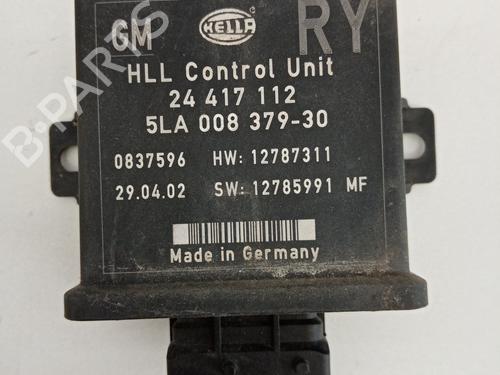 GM HELLA RY
HLL Control Unit
24 417 112
5LA 008 379-30
0837596 HW: 12787311
29.04.02 SW: 12785991 MF
Made in Germany
B-PARTS